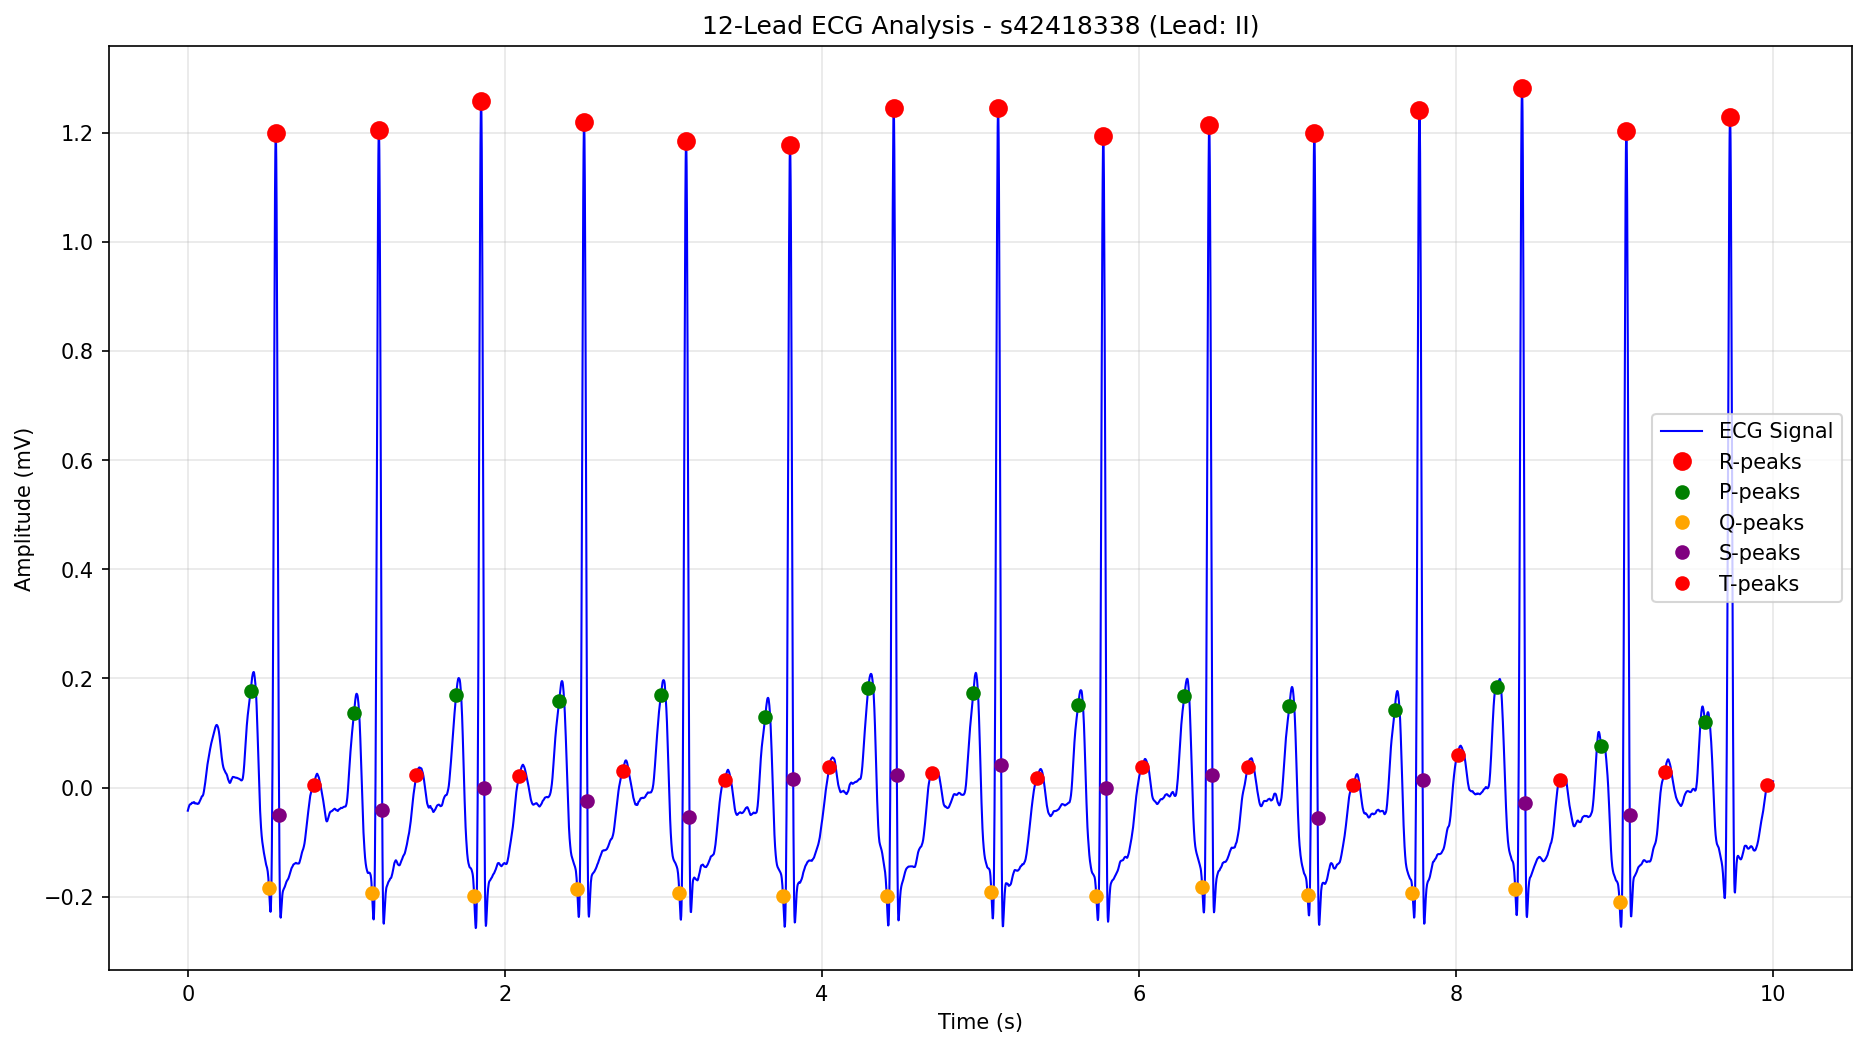 12-Lead ECG Analysis - s42418338 (Lead: II)
Amplitude (mV)
1.2
1.0
0.8
0.6
0.4
0.2
0.0
−0.2
ECG Signal
R-peaks
P-peaks
Q-peaks
S-peaks
T-peaks
0 2 4 6 8 10
Time (s)